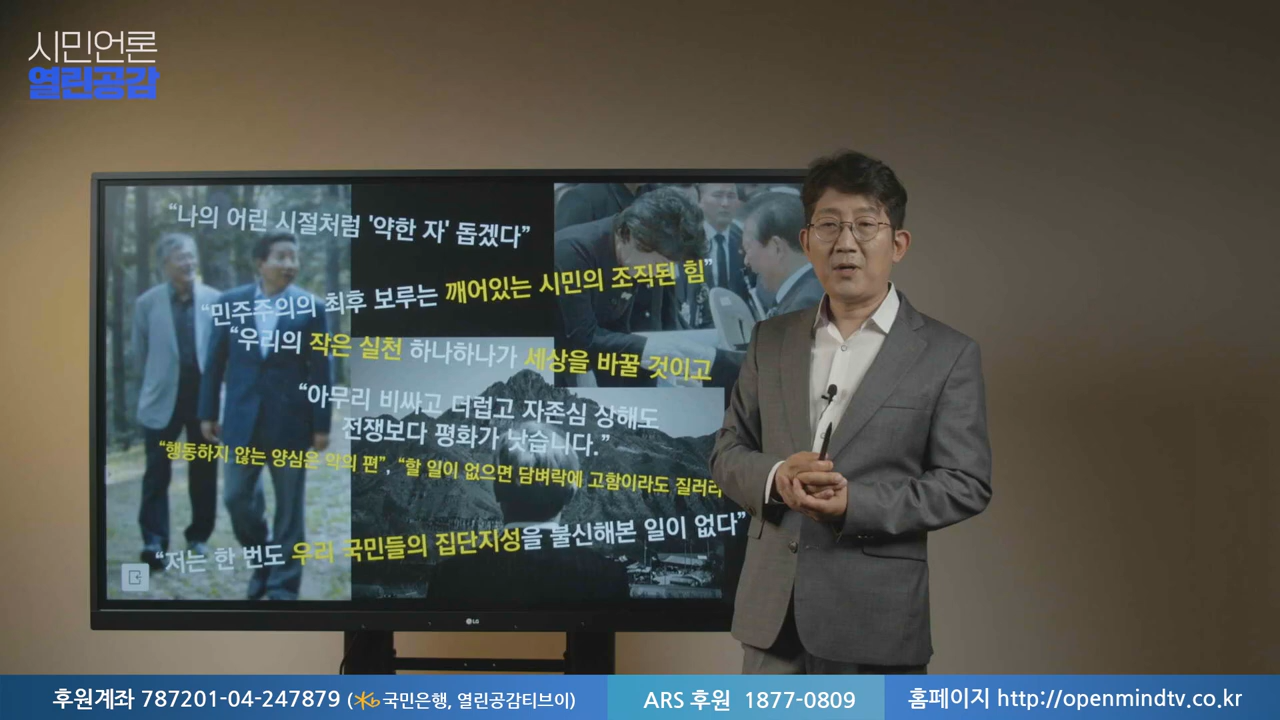 시민언론
열린공감
“나의 어린 시절처럼 '약한 자' 돕겠다”
“민주주의의 최후 보루는 깨어있는 시민의 조직된 힘”
“우리의 작은 실천 하나하나가 세상을 바꿀 것이고
“아무리 비싸고 더럽고 자존심 상해도
전쟁보다 평화가 낫습니다.”
“행동하지 않는 양심은 악의 편”, “할 일이 없으면 담벼락에 고함이라도 질러라
“저는 한 번도 우리 국민들의 집단지성을 불신해본 일이 없다”
LG
후원계좌 787201-04-247879 (국민은행, 열린공감티브이)
ARS 후원 1877-0809
홈페이지 http://openmindtv.co.kr